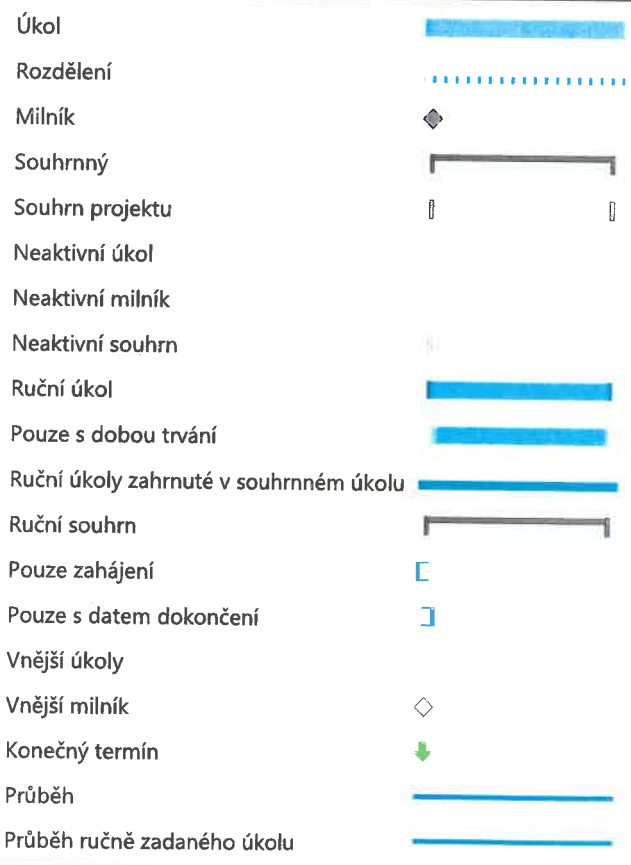 Úkol
Rozdělení
Milník
Souhrnný
Souhrn projektu
Neaktivní úkol
Neaktivní milník
Neaktivní souhrn
Ruční úkol
Pouze s dobou trvání
Ruční úkoly zahrnuté v souhrnném úkolu
Ruční souhrn
Pouze zahájení
Pouze s datem dokončení
Vnější úkoly
Vnější milník
Konečný termín
Průběh
Průběh ručně zadaného úkolu